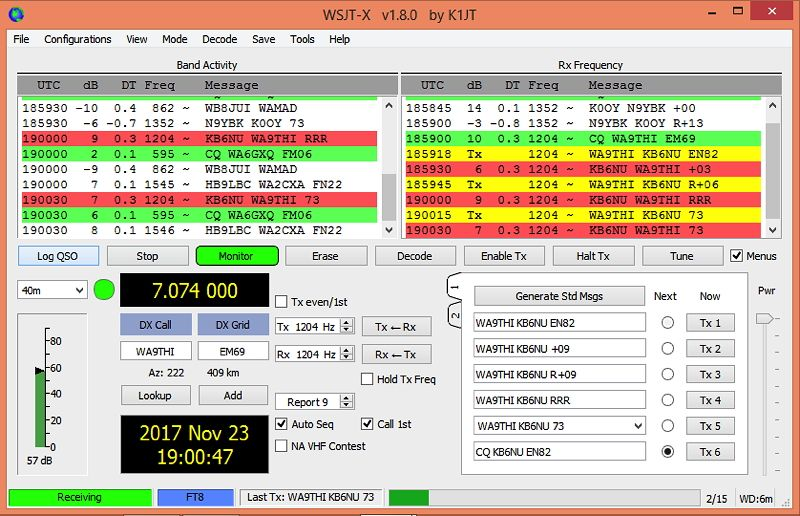 WSJT-X v1.8.0 by K1JT
File Configurations View Mode Decode Save Tools Help
Band Activity
UTC dB DT Freq Message
185930 -10 0.4 862 ~ WB8JUI WAMAD
185930 -6 -0.7 1352 ~ N9YBK K0OY 73
190000 9 0.3 1204 ~ KB6NU WA9THI RRR
190000 2 0.1 595 ~ CQ WA6GXQ FM06
190000 -9 0.4 862 ~ WB8JUI WAMAD
190000 7 0.1 1545 ~ HB9LBC WA2CXA FN22
190030 7 0.3 1204 ~ KB6NU WA9THI 73
190030 6 0.1 595 ~ CQ WA6GXQ FM06
190030 8 0.1 1546 ~ HB9LBC WA2CXA FN22
Rx Frequency
UTC dB DT Freq Message
185845 14 0.1 1352 ~ K0OY N9YBK +00
185900 -3 -0.8 1352 ~ N9YBK K0OY R+13
185900 10 0.3 1204 ~ CQ WA9THI EM69
185918 Tx 1204 ~ WA9THI KB6NU EN82
185930 6 0.3 1204 ~ KB6NU WA9THI +03
185945 Tx 1204 ~ WA9THI KB6NU R+06
190000 9 0.3 1204 ~ KB6NU WA9THI RRR
190015 Tx 1204 ~ WA9THI KB6NU 73
190030 7 0.3 1204 ~ KB6NU WA9THI 73
Log QSO Stop Monitor Erase Decode Enable Tx Halt Tx Tune Menus
40m
7.074 000
Tx even/1st
DX Call DX Grid
Tx 1204 Hz
Tx ← Rx
WA9THI EM69
Rx 1204 Hz
Rx ← Tx
Az: 222 409 km
Hold Tx Freq
Lookup Add
Report 9
Auto Seq
Call 1st
NA VHF Contest
2017 Nov 23
19:00:47
80
60
40
20
0
57 dB
1
2
Generate Std Msgs Next Now
WA9THI KB6NU EN82 Tx 1
WA9THI KB6NU +09 Tx 2
WA9THI KB6NU R+09 Tx 3
WA9THI KB6NU RRR Tx 4
WA9THI KB6NU 73 Tx 5
CQ KB6NU EN82 Tx 6
Pwr
Receiving FT8 Last Tx: WA9THI KB6NU 73 2/15 WD:6m